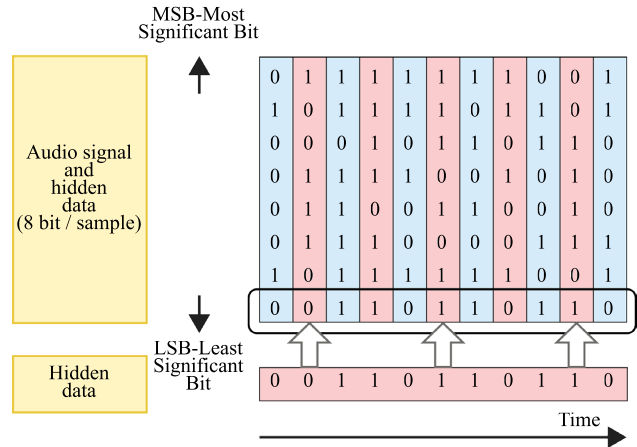 MSB-Most
Significant Bit
Audio signal
and
hidden
data
(8 bit / sample)
0 1 1 1 1 1 1 1 0 0 1
1 0 1 1 1 1 0 1 1 0 1
0 0 0 1 0 1 1 0 1 1 0
0 1 1 1 1 0 0 1 0 1 0
0 1 1 0 0 1 1 0 0 1 0
0 1 1 1 0 0 0 0 1 1 1
1 0 1 1 1 1 1 1 0 0 1
0 0 1 1 0 1 1 0 1 1 0
LSB-Least
Significant
Bit
Hidden
data
0 0 1 1 0 1 1 0 1 1 0
Time